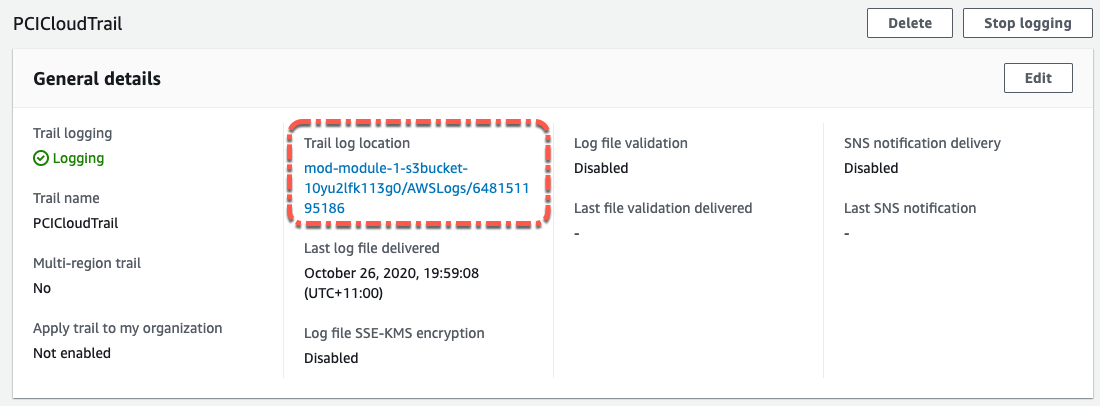 PCICloudTrail
Delete
Stop logging
General details
Edit
Trail logging
Logging
Trail name
PCICloudTrail
Multi-region trail
No
Apply trail to my organization
Not enabled
Trail log location
mod-module-1-s3bucket-
10yu2lfk113g0/AWSLogs/6481511
95186
Last log file delivered
October 26, 2020, 19:59:08
(UTC+11:00)
Log file SSE-KMS encryption
Disabled
Log file validation
Disabled
Last file validation delivered
-
SNS notification delivery
Disabled
Last SNS notification
-